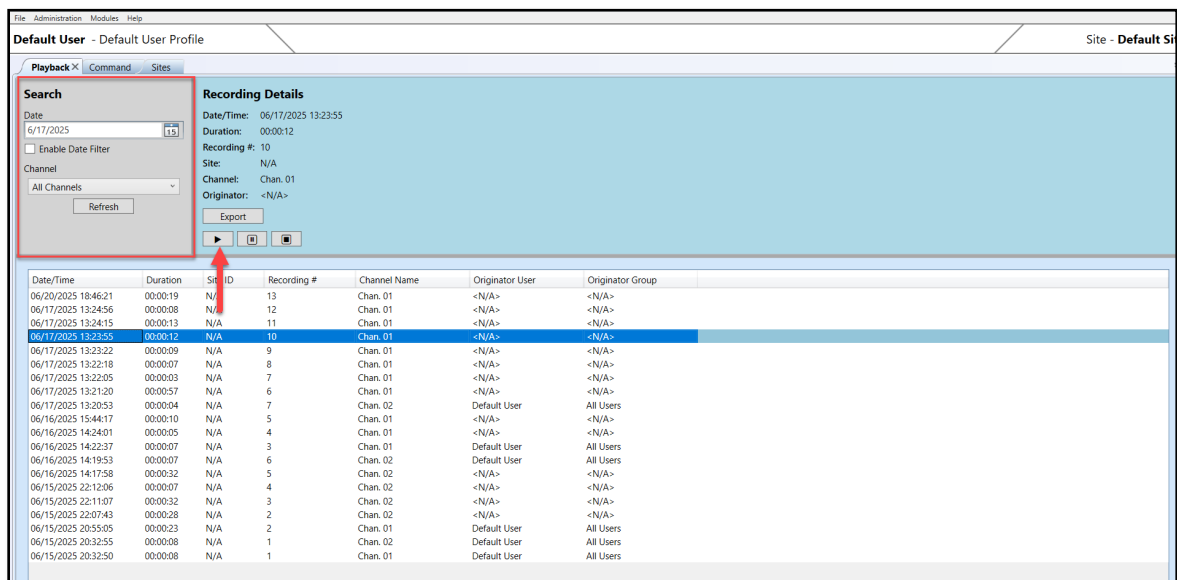 File Administration Modules Help
Default User - Default User Profile
Site - Default Si
Playback X Command Sites
Search
Date
6/17/2025
15
Enable Date Filter
Channel
All Channels
Refresh
Recording Details
Date/Time: 06/17/2025 13:23:55
Duration: 00:00:12
Recording #: 10
Site: N/A
Channel: Chan. 01
Originator: <N/A>
Export
Date/Time Duration Site ID Recording # Channel Name Originator User Originator Group
06/20/2025 18:46:21 00:00:19 N/A 13 Chan. 01 <N/A> <N/A>
06/17/2025 13:24:56 00:00:08 N/A 12 Chan. 01 <N/A> <N/A>
06/17/2025 13:24:15 00:00:13 N/A 11 Chan. 01 <N/A> <N/A>
06/17/2025 13:23:55 00:00:12 N/A 10 Chan. 01 <N/A> <N/A>
06/17/2025 13:23:22 00:00:09 N/A 9 Chan. 01 <N/A> <N/A>
06/17/2025 13:22:18 00:00:07 N/A 8 Chan. 01 <N/A> <N/A>
06/17/2025 13:22:05 00:00:03 N/A 7 Chan. 01 <N/A> <N/A>
06/17/2025 13:21:20 00:00:57 N/A 6 Chan. 01 <N/A> <N/A>
06/17/2025 13:20:53 00:00:04 N/A 7 Chan. 02 Default User All Users
06/16/2025 15:44:17 00:00:10 N/A 5 Chan. 01 <N/A> <N/A>
06/16/2025 14:24:01 00:00:05 N/A 4 Chan. 01 <N/A> <N/A>
06/16/2025 14:22:37 00:00:07 N/A 3 Chan. 01 Default User All Users
06/16/2025 14:19:53 00:00:07 N/A 6 Chan. 02 Default User All Users
06/16/2025 14:17:58 00:00:32 N/A 5 Chan. 02 <N/A> <N/A>
06/15/2025 22:12:06 00:00:07 N/A 4 Chan. 02 <N/A> <N/A>
06/15/2025 22:11:07 00:00:32 N/A 3 Chan. 02 <N/A> <N/A>
06/15/2025 22:07:43 00:00:28 N/A 2 Chan. 02 <N/A> <N/A>
06/15/2025 20:55:05 00:00:23 N/A 2 Chan. 01 Default User All Users
06/15/2025 20:32:55 00:00:08 N/A 1 Chan. 02 Default User All Users
06/15/2025 20:32:50 00:00:08 N/A 1 Chan. 01 Default User All Users